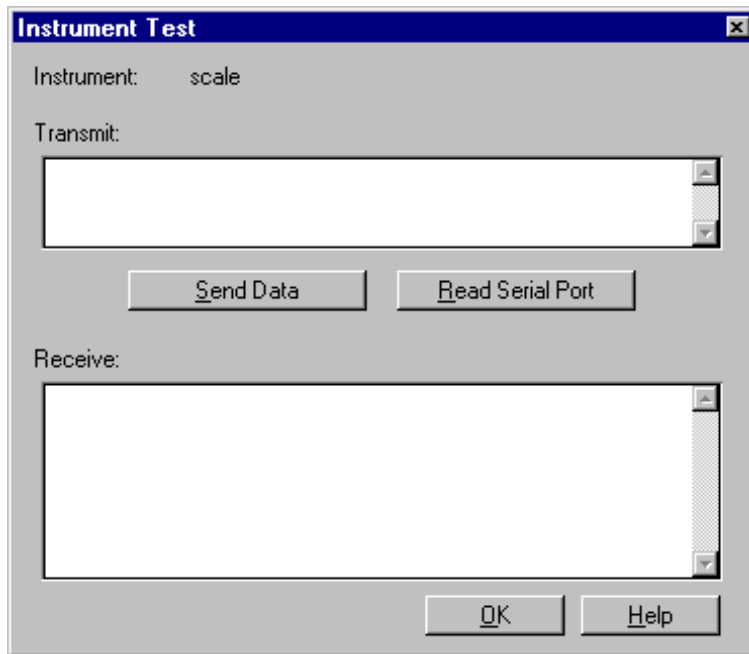 Instrument Test
Instrument: scale
Transmit:
Send Data Read Serial Port
Receive:
OK Help